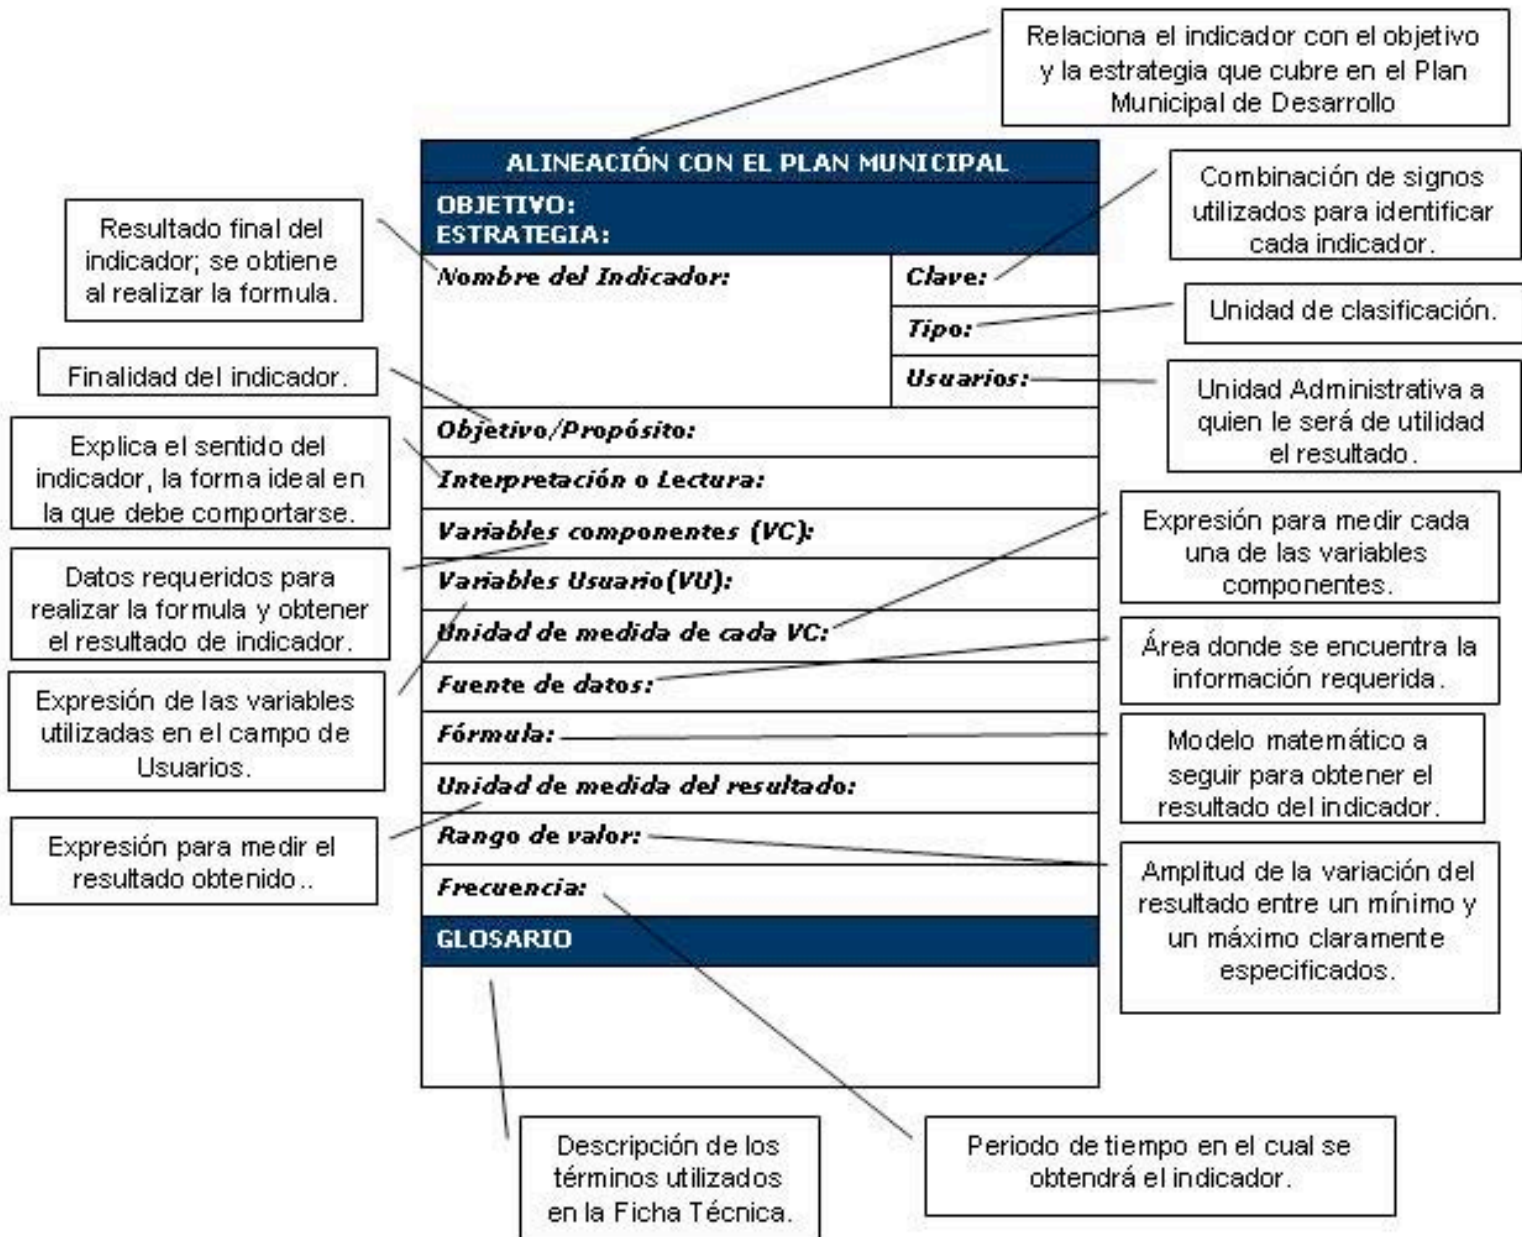 Relaciona el indicador con el objetivo
y la estrategia que cubre en el Plan
Municipal de Desarrollo
ALINEACIÓN CON EL PLAN MUNICIPAL
OBJETIVO:
ESTRATEGIA:
Combinación de signos
utilizados para identificar
cada indicador.
Resultado final del
indicador; se obtiene
al realizar la formula.
Nombre del Indicador:
Clave:
Tipo:
Unidad de clasificación.
Usuarios:
Unidad Administrativa a
quien le será de utilidad
el resultado.
Finalidad del indicador.
Objetivo/Propósito:
Explica el sentido del
indicador, la forma ideal en
la que debe comportarse.
Interpretación o Lectura:
Variables componentes (VC):
Expresión para medir cada
una de las variables
componentes.
Datos requeridos para
realizar la formula y obtener
el resultado de indicador.
Variables Usuario(VU):
Unidad de medida de cada VC:
Área donde se encuentra la
información requerida.
Fuente de datos:
Expresión de las variables
utilizadas en el campo de
Usuarios.
Fórmula:
Modelo matemático a
seguir para obtener el
resultado del indicador.
Unidad de medida del resultado:
Expresión para medir el
resultado obtenido..
Rango de valor:
Amplitud de la variación del
resultado entre un mínimo y
un máximo claramente
especificados.
Frecuencia:
GLOSARIO
Descripción de los
términos utilizados
en la Ficha Técnica.
Periodo de tiempo en el cual se
obtendrá el indicador.